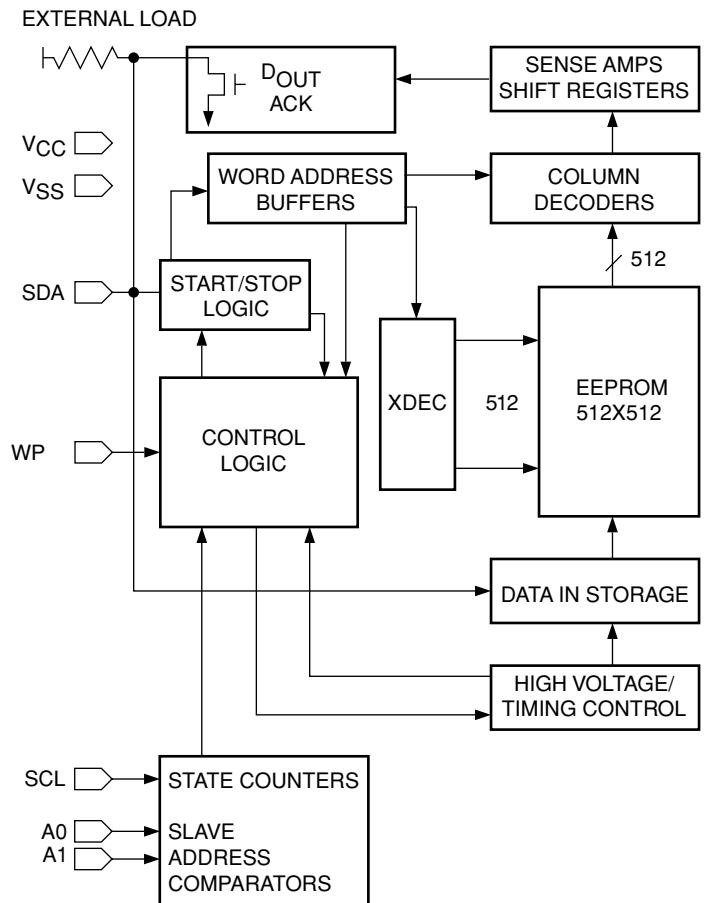 EXTERNAL LOAD
DOUT
ACK
SENSE AMPS
SHIFT REGISTERS
VCC
VSS
WORD ADDRESS
BUFFERS
COLUMN
DECODERS
512
SDA
START/STOP
LOGIC
XDEC
512
EEPROM
512X512
WP
CONTROL
LOGIC
DATA IN STORAGE
HIGH VOLTAGE/
TIMING CONTROL
SCL
STATE COUNTERS
A0
SLAVE
A1
ADDRESS
COMPARATORS